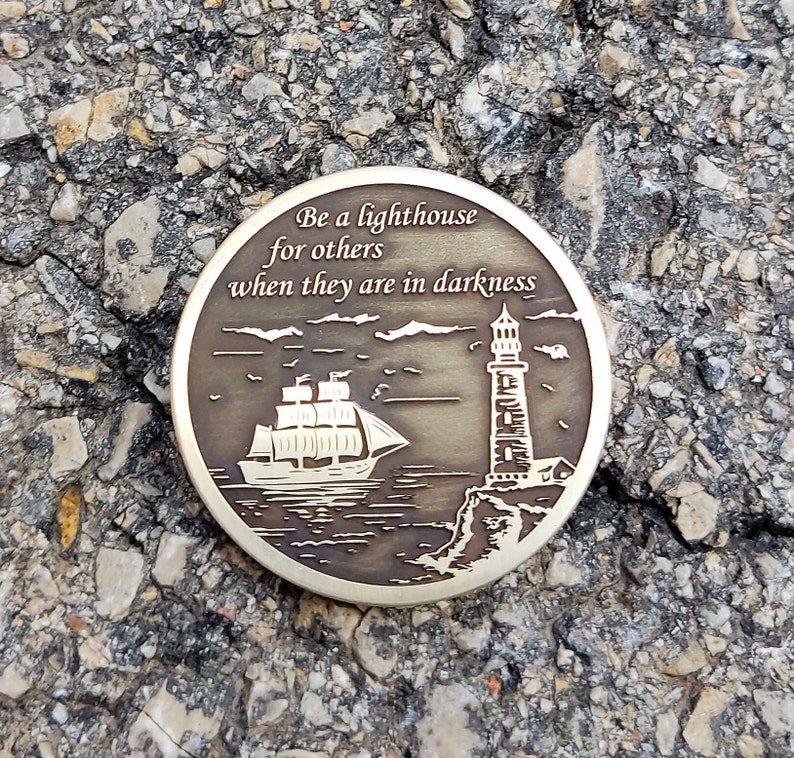 Be a lighthouse
for others
when they are in darkness